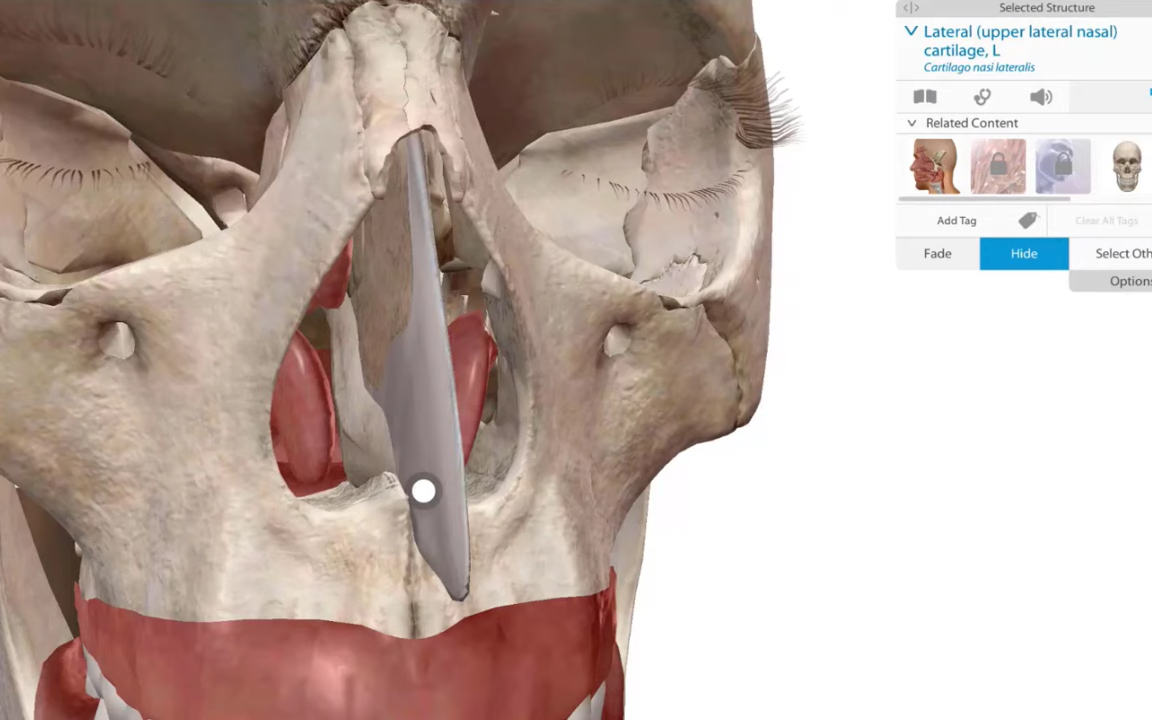 Selected Structure
Lateral (upper lateral nasal)
cartilage, L
Cartilago nasi lateralis
Related Content
Add Tag
Clear All Tags
Fade
Hide
Select Oth
Options